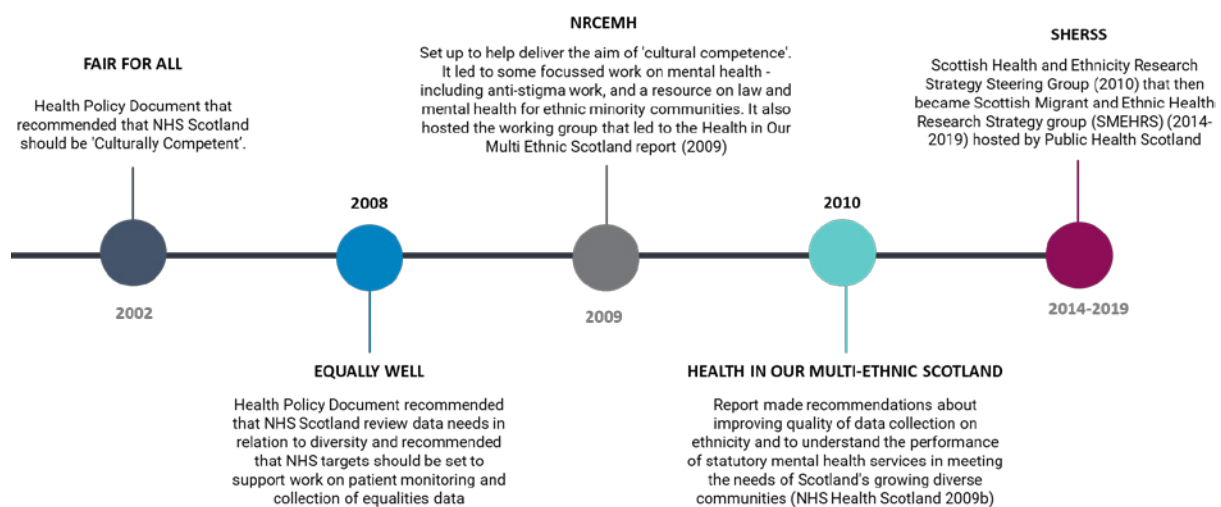 FAIR FOR ALL
Health Policy Document that
recommended that NHS Scotland
should be 'Culturally Competent'.
2002
2008
EQUALLY WELL
Health Policy Document recommended
that NHS Scotland review data needs in
relation to diversity and recommended
that NHS targets should be set to
support work on patient monitoring and
collection of equalities data
NRCEMH
Set up to help deliver the aim of 'cultural competence'.
It led to some focussed work on mental health -
including anti-stigma work, and a resource on law and
mental health for ethnic minority communities. It also
hosted the working group that led to the Health in Our
Multi Ethnic Scotland report (2009)
2009
2010
HEALTH IN OUR MULTI-ETHNIC SCOTLAND
Report made recommendations about
improving quality of data collection on
ethnicity and to understand the performance
of statutory mental health services in meeting
the needs of Scotland's growing diverse
communities (NHS Health Scotland 2009b)
SHERSS
Scottish Health and Ethnicity Research
Strategy Steering Group (2010) that then
became Scottish Migrant and Ethnic Health
Research Strategy group (SMEHRS) (2014-
2019) hosted by Public Health Scotland
2014-2019